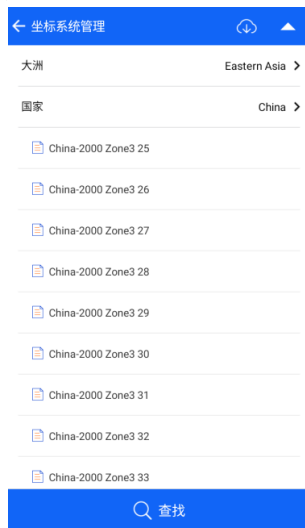 坐标系统管理
大洲 Eastern Asia
国家 China
China-2000 Zone3 25
China-2000 Zone3 26
China-2000 Zone3 27
China-2000 Zone3 28
China-2000 Zone3 29
China-2000 Zone3 30
China-2000 Zone3 31
China-2000 Zone3 32
China-2000 Zone3 33
查找